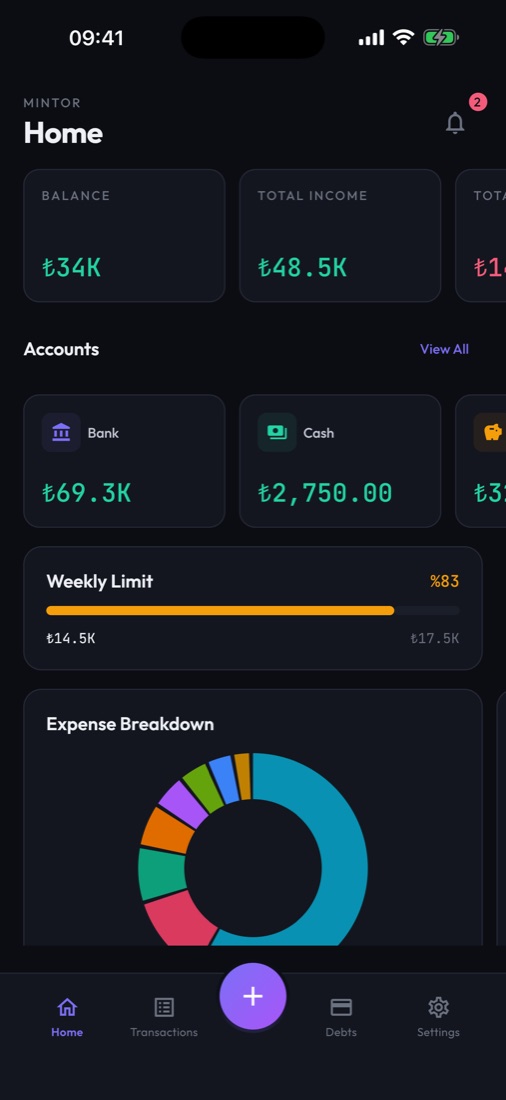 09:41
MINTOR
2
Home
BALANCE
TOTAL INCOME
₺34K
₺48.5K
Accounts
View All
Bank
Cash
₺69.3K
₺2,750.00
Weekly Limit
%83
₺14.5K
₺17.5K
Expense Breakdown
Home
Transactions
Debts
Settings